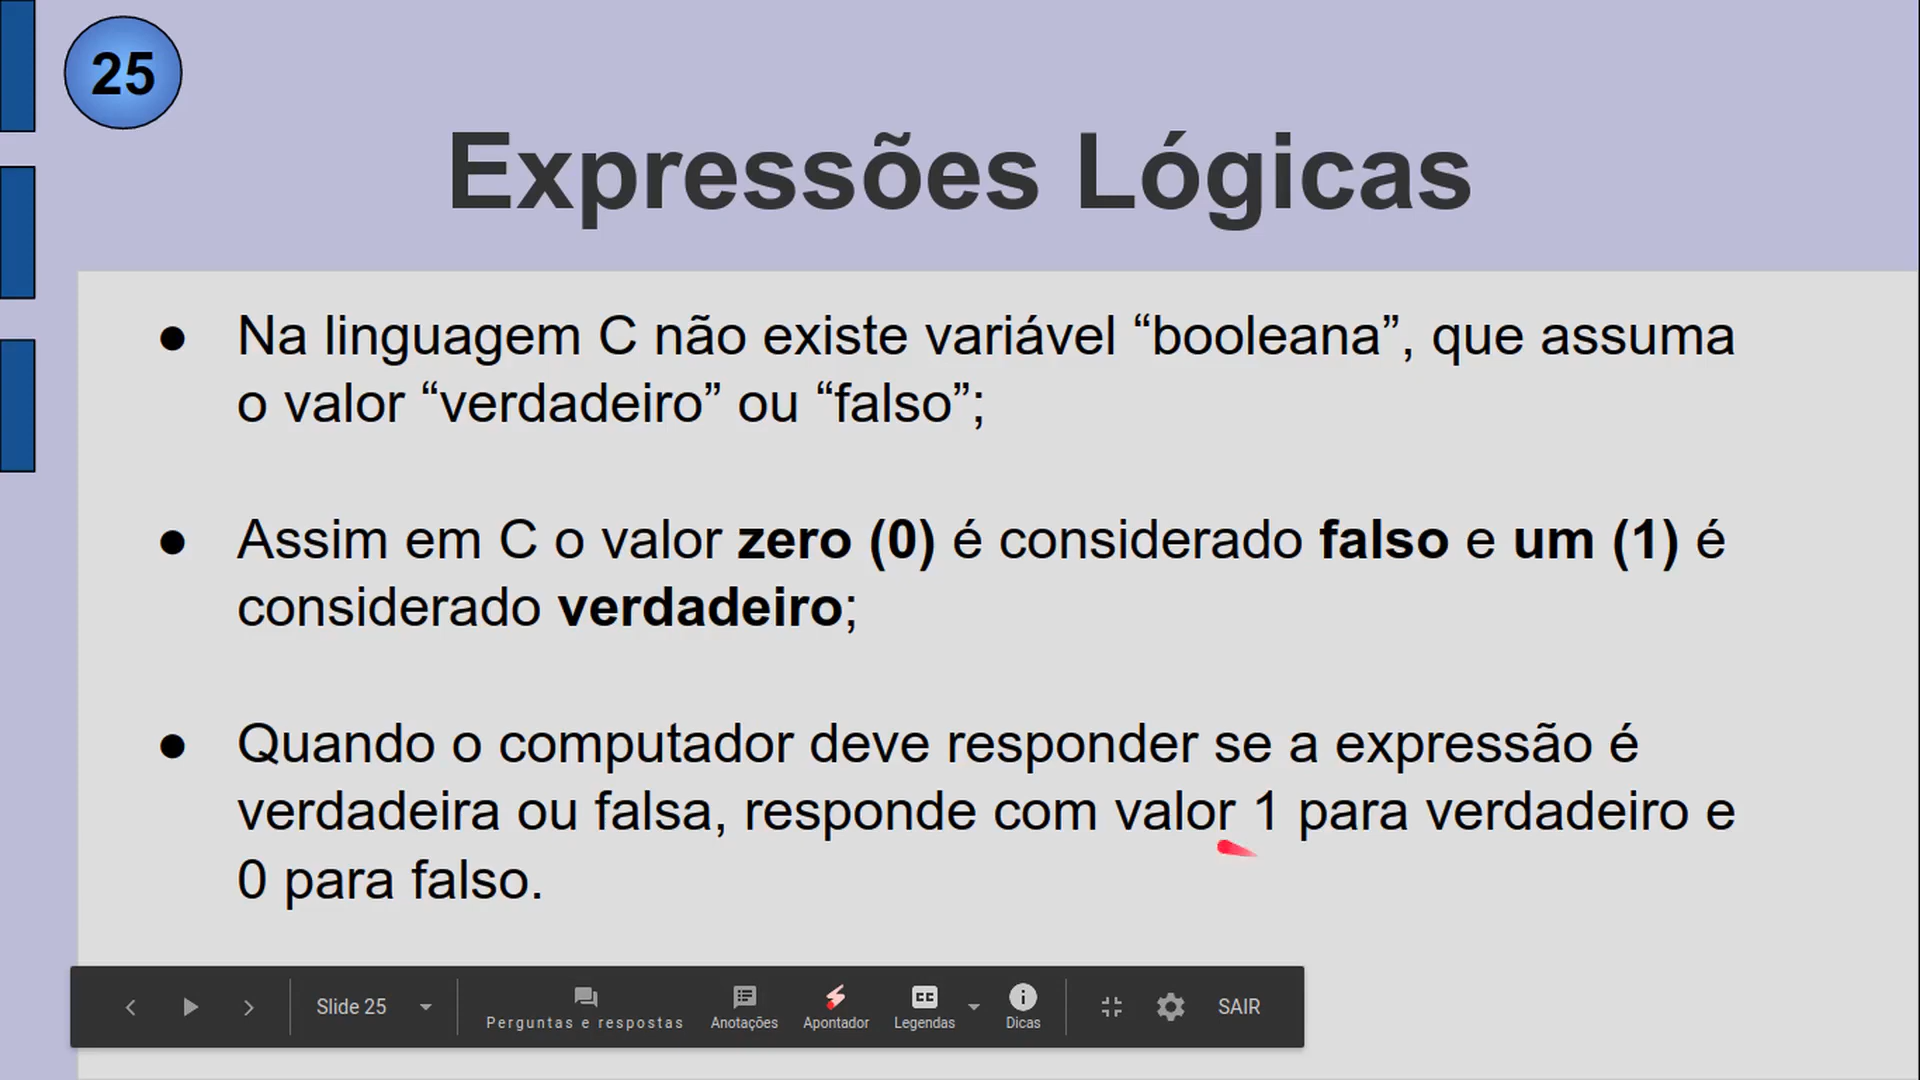 25
Expressões Lógicas
● Na linguagem C não existe variável “booleana”, que assuma
o valor “verdadeiro” ou “falso”;
● Assim em C o valor zero (0) é considerado falso e um (1) é
considerado verdadeiro;
● Quando o computador deve responder se a expressão é
verdadeira ou falsa, responde com valor 1 para verdadeiro e
0 para falso.
Slide 25
Perguntas e respostas
Anotações
Apontador
CC
Legendas
Dicas
SAIR